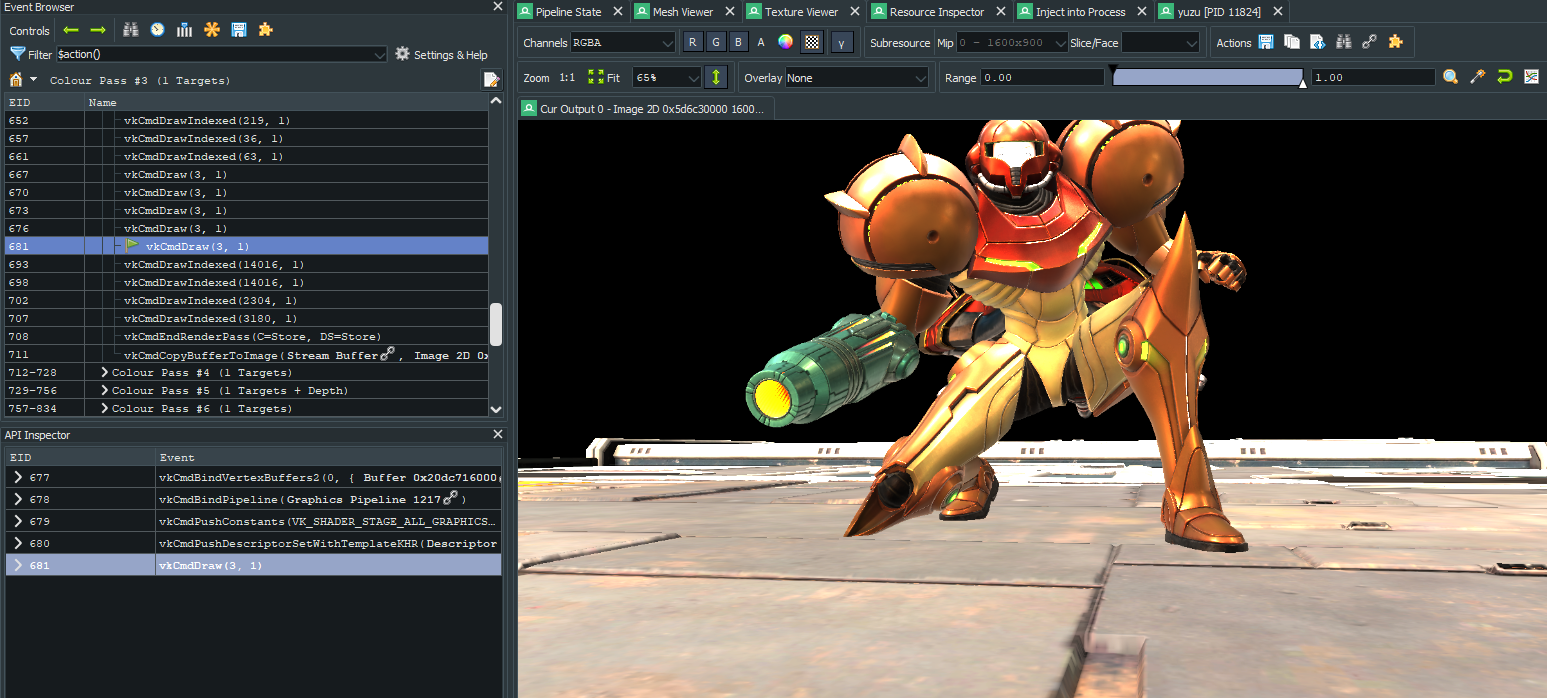 Event Browser
Controls
Filter $action() Settings & Help
Colour Pass #3 (1 Targets)
EID Name
652 vkCmdDrawIndexed(219, 1)
657 vkCmdDrawIndexed(36, 1)
661 vkCmdDrawIndexed(63, 1)
667 vkCmdDraw(3, 1)
670 vkCmdDraw(3, 1)
673 vkCmdDraw(3, 1)
676 vkCmdDraw(3, 1)
681 vkCmdDraw(3, 1)
693 vkCmdDrawIndexed(14016, 1)
698 vkCmdDrawIndexed(14016, 1)
702 vkCmdDrawIndexed(2304, 1)
707 vkCmdDrawIndexed(3180, 1)
708 vkCmdEndRenderPass(C=Store, DS=Store)
711 vkCmdCopyBufferToImage(Stream Buffer , Image 2D 0x
712-728 Colour Pass #4 (1 Targets)
729-756 Colour Pass #5 (1 Targets + Depth)
757-834 Colour Pass #6 (1 Targets)
API Inspector
EID Event
677 vkCmdBindVertexBuffers2(0, { Buffer 0x20dc716000
678 vkCmdBindPipeline(Graphics Pipeline 1217 )
679 vkCmdPushConstants(VK_SHADER_STAGE_ALL_GRAPHICS...
680 vkCmdPushDescriptorSetWithTemplateKHR(Descriptor
681 vkCmdDraw(3, 1)
Pipeline State Mesh Viewer Texture Viewer Resource Inspector Inject into Process yuzu [PID 11824]
Channels RGBA R G B A γ Subresource Mip 0 - 1600x900 Slice/Face Actions
Zoom 1:1 Fit 65% Overlay None Range 0.00 1.00
Cur Output 0 - Image 2D 0x5d6c30000 1600...